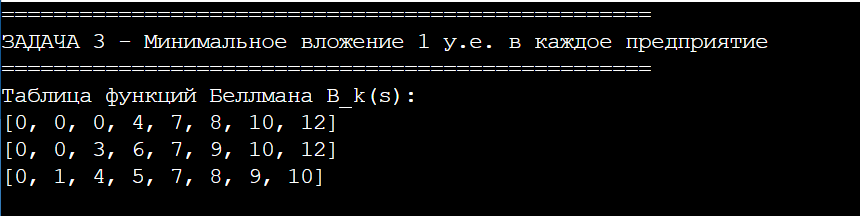 ==================================================
ЗАДАЧА 3 - Минимальное вложение 1 у.е. в каждое предприятие
==================================================
Таблица функций Беллмана B_k(s):
[0, 0, 0, 4, 7, 8, 10, 12]
[0, 0, 3, 6, 7, 9, 10, 12]
[0, 1, 4, 5, 7, 8, 9, 10]